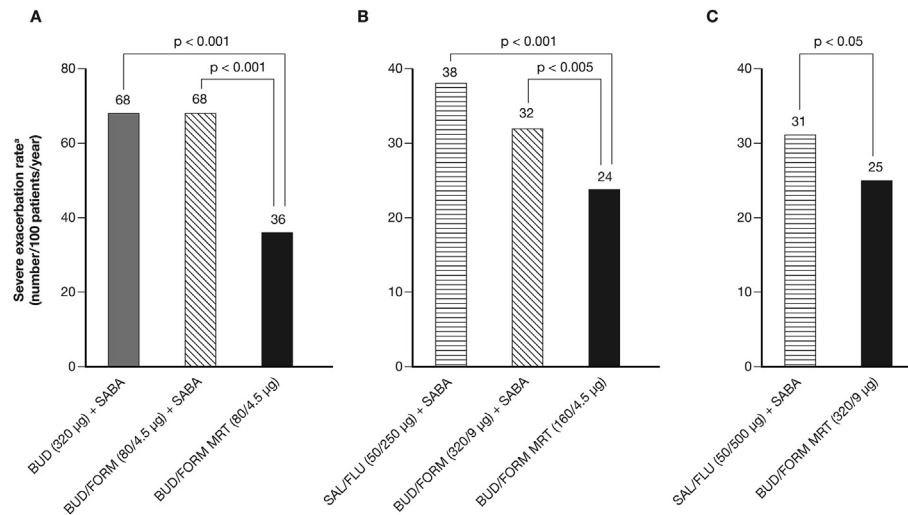 A
B
C
p < 0.001
p < 0.001
p < 0.001
p < 0.005
p < 0.05
Severe exacerbation rateᵃ
(number/100 patients/year)
80
60
40
20
0
68
68
36
BUD (320 µg) + SABA
BUD/FORM (80/4.5 µg) + SABA
BUD/FORM MRT (80/4.5 µg)
40
30
20
10
0
38
32
24
SAL/FLU (50/250 µg) + SABA
BUD/FORM (320/9 µg) + SABA
BUD/FORM MRT (160/4.5 µg)
40
30
20
10
0
31
25
SAL/FLU (50/500 µg) + SABA
BUD/FORM MRT (320/9 µg)